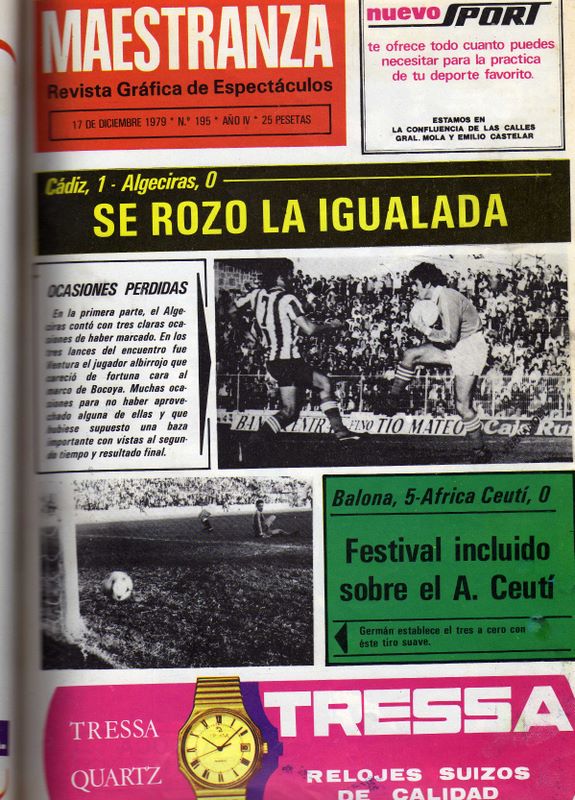 MAESTRANZA
Revista Gráfica de Espectáculos
17 DE DICIEMBRE 1979 * N.º 195 * AÑO IV * 25 PESETAS
nuevo SPORT
te ofrece todo cuanto puedes
necesitar para la practica
de tu deporte favorito.
ESTAMOS EN
LA CONFLUENCIA DE LAS CALLES
GRAL. MOLA Y EMILIO CASTELAR
Cádiz, 1 - Algeciras, 0
SE ROZO LA IGUALADA
OCASIONES PERDIDAS
En la primera parte, el Alge-
ciras contó con tres claras oca-
siones de haber marcado. En los
tres lances del encuentro fue
Ventura el jugador albirrojo que
careció de fortuna cara al
marco de Bocoya. Muchas oca-
siones para no haber aprove-
chado alguna de ellas y que
hubiese supuesto una baza
importante con vistas al segun-
do tiempo y resultado final.
FINO TIO MATEO
Caja Ru
Balona, 5-Africa Ceutí, 0
Festival incluido
sobre el A. Ceutí
Germán establece el tres a cero con
éste tiro suave.
TRESSA
QUARTZ
TRESSA
RELOJES SUIZOS
DE CALIDAD